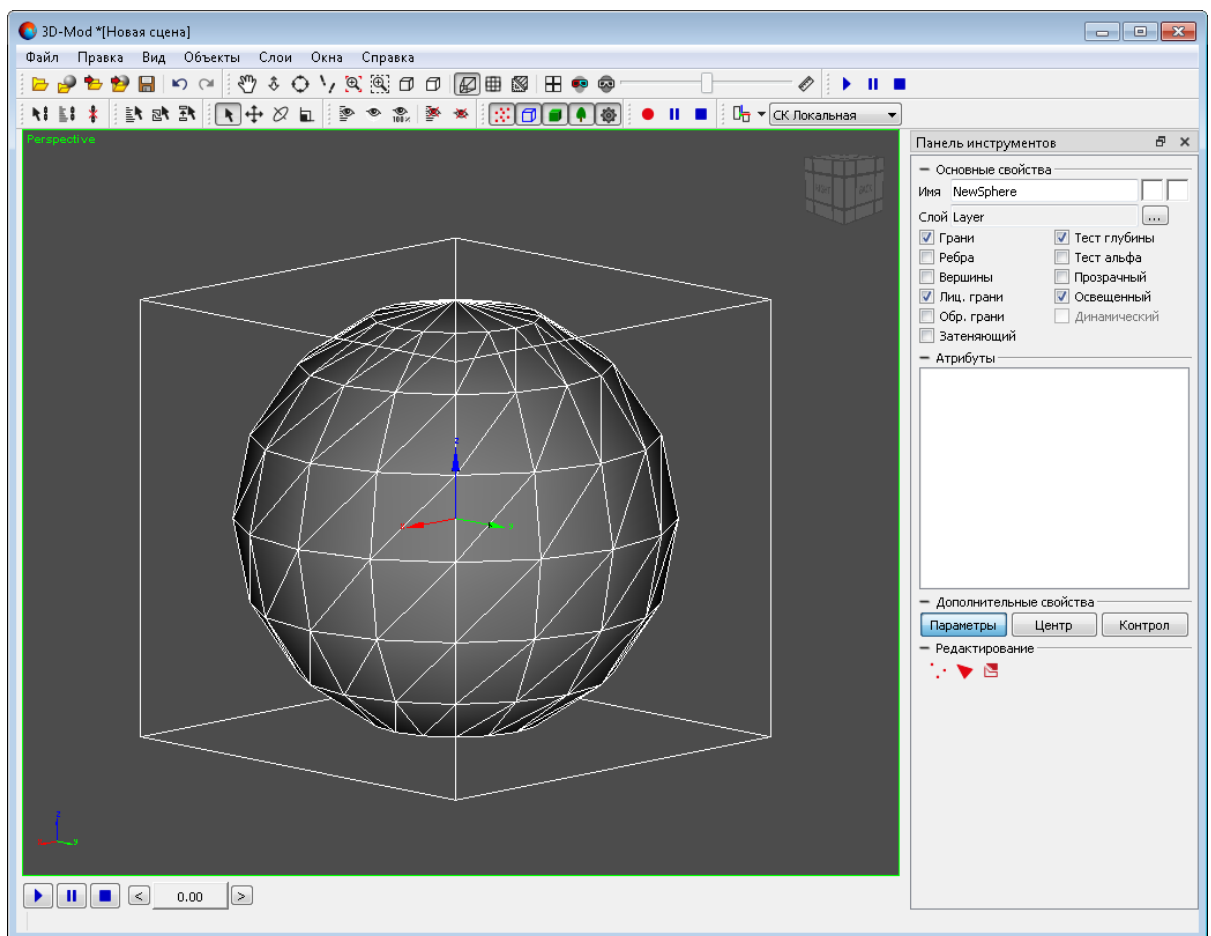 3D-Mod *[Новая сцена]
Файл Правка Вид Объекты Слои Окна Справка
100%
СК Локальная
Perspective
Панель инструментов
Основные свойства
Имя NewSphere
Слой Layer ...
Грани Тест глубины
Ребра Тест альфа
Вершины Прозрачный
Лиц. грани Освещенный
Обр. грани Динамический
Затеняющий
Атрибуты
z
y
Дополнительные свойства
Параметры Центр Контрол
Редактирование
z
y
< 0.00 >